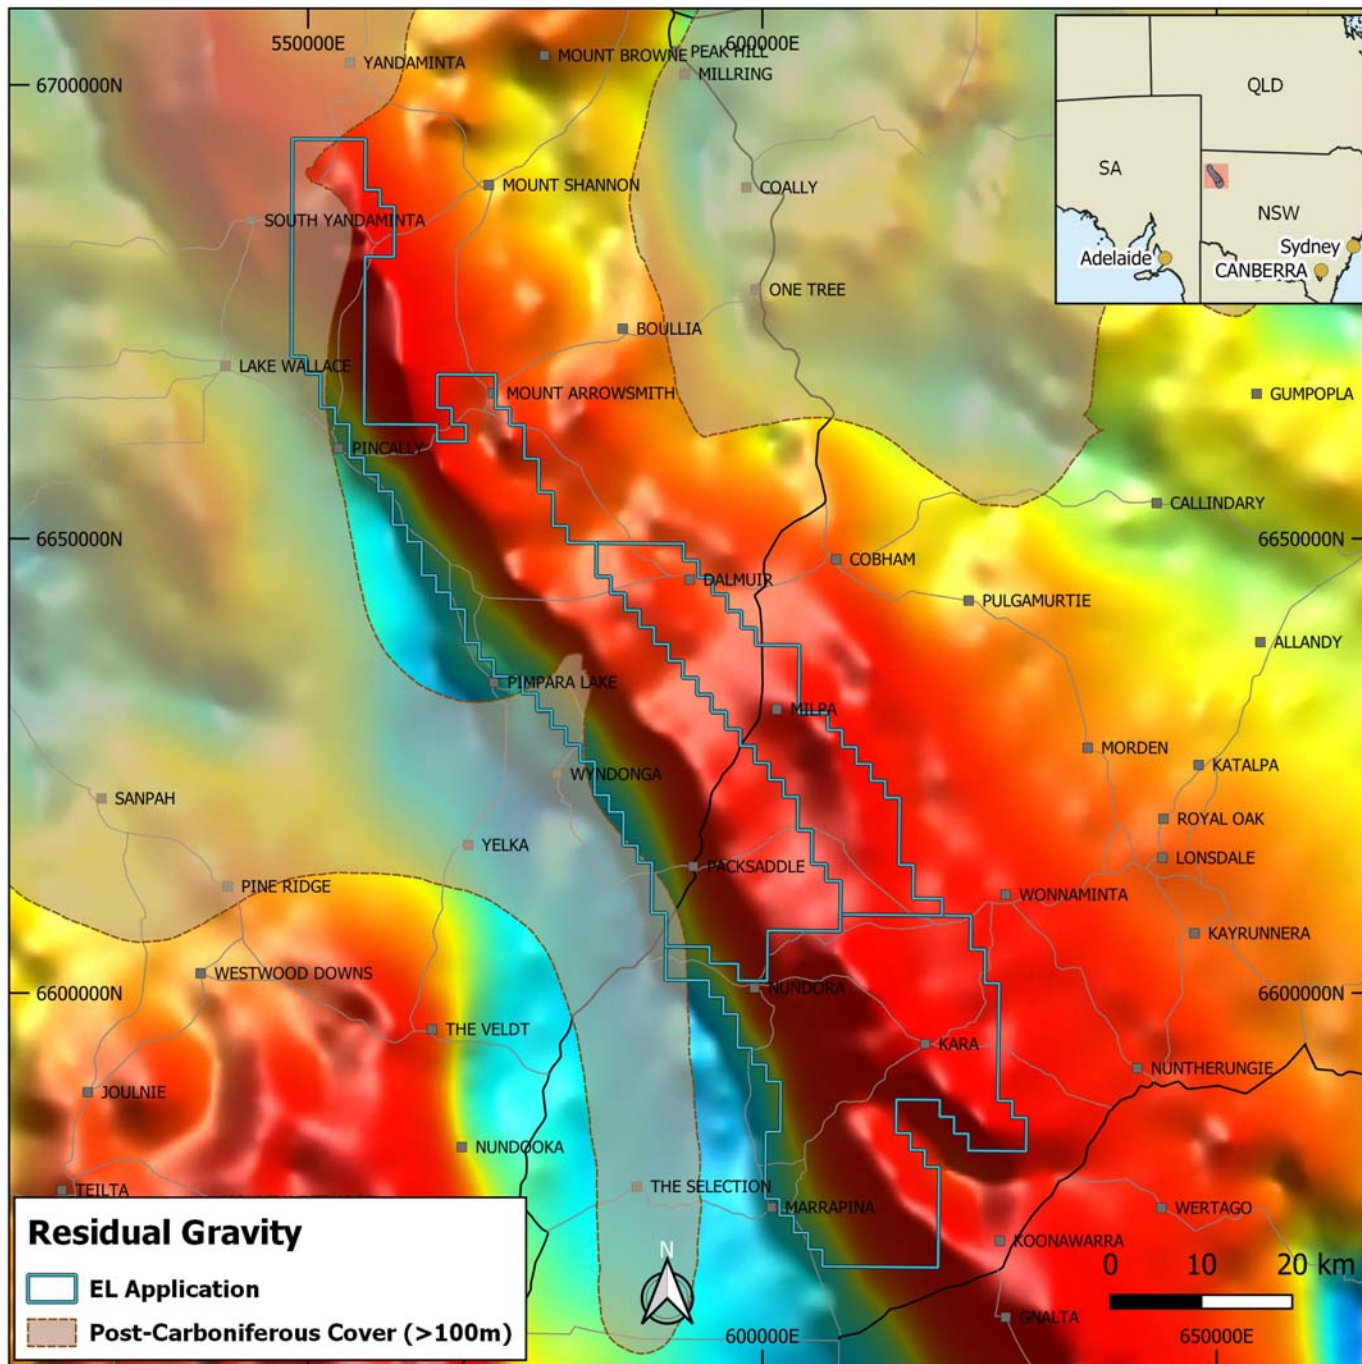 550000E
600000E
YANDAMINTA
MOUNT BROWNE
PEAK HILL
MILLRING
6700000N
QLD
SA
NSW
Sydney
Adelaide
CANBERRA
MOUNT SHANNON
COALLY
SOUTH YANDAMINTA
ONE TREE
BOULLIA
LAKE WALLACE
MOUNT ARROWSMITH
GUMPOPLA
PINCALLY
CALLINDARY
6650000N
6650000N
COBHAM
DALMUIR
PULGAMURTIE
ALLANDY
PIMPARA LAKE
MILPA
MORDEN
KATALPA
WYNDONGA
SANPAH
ROYAL OAK
YELKA
LONSDALE
PACKSADDLE
PINE RIDGE
WONNAMINTA
KAYRUNNERA
WESTWOOD DOWNS
NUNDORA
6600000N
6600000N
THE VELDT
KARA
NUNTHERUNGIE
JOULNIE
NUNDOOKA
TEILTA
THE SELECTION
MARRAPINA
WERTAGO
KOONAWARRA
N
0 10 20 km
GNALTA
600000E
650000E
Residual Gravity
EL Application
Post-Carboniferous Cover (>100m)